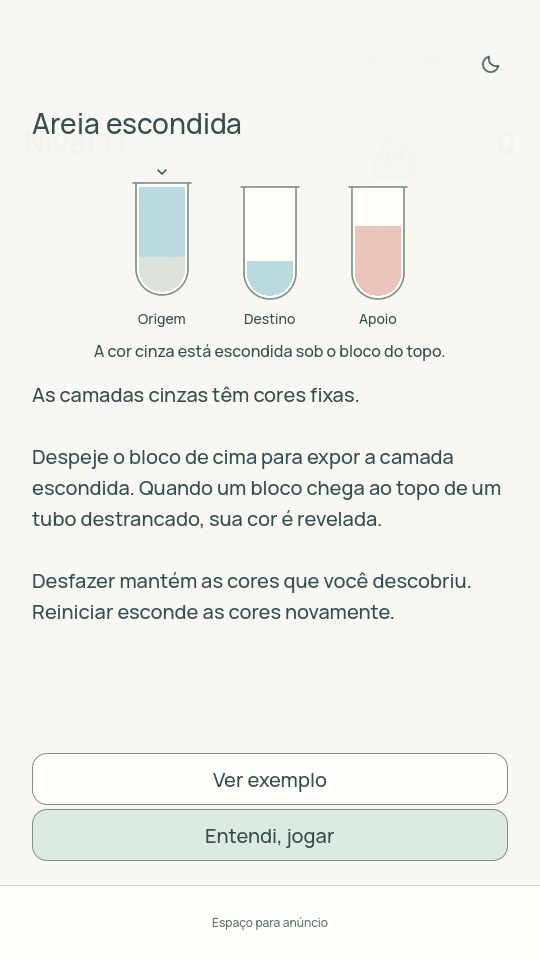 Areia escondida
Origem
Destino
Apoio
A cor cinza está escondida sob o bloco do topo.
As camadas cinzas têm cores fixas.
Despeje o bloco de cima para expor a camada
escondida. Quando um bloco chega ao topo de um
tubo destrancado, sua cor é revelada.
Desfazer mantém as cores que você descobriu.
Reiniciar esconde as cores novamente.
Ver exemplo
Entendi, jogar
Espaço para anúncio